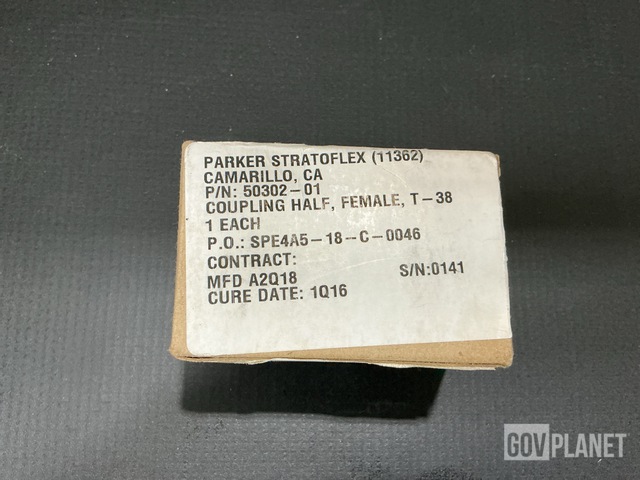 PARKER STRATOFLEX (11362)
CAMARILLO, CA
P/N: 50302-01
COUPLING HALF, FEMALE, T-38
1 EACH
P.O.: SPE4A5-18-C-0046
CONTRACT:
MFD A2Q18 S/N:0141
CURE DATE: 1Q16
GOVPLANET